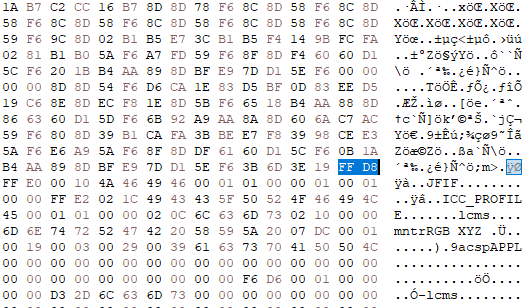 1A B7 C2 CC 16 B7 8D 8D 78 F6 8C 8D 58 F6 8C 8D .·ÂÌ.·..xöŒ.XöŒ.
58 F6 8C 8D 58 F6 8C 8D 58 F6 8C 8D 58 F6 8C 8D XöŒ.XöŒ.XöŒ.XöŒ.
59 F6 9C 8D 02 B1 B5 E7 3C B1 B5 F4 149B FC FA Yöœ..±µç<±µô.›üú
02 81 B1 B0 5A F6 A7 FD 59 F6 8F 8D F4 60 60 D1 ..±°Zö§ýYö..ô``Ñ
5C F6 20 1B B4 AA 89 8D BF E9 7D D1 5E F6 00 00 \ö .´ª‰.¿é}Ñ^ö..
00 00 8D 8D 54 F6 D6 CA 1E 83 D5 BF 0D 83 EE D5 ....TöÖÊ.ƒÕ¿.ƒîÕ
19 C6 8E 8D EC F8 1E 8D 5B F6 65 18 B4 AA 88 8D .ÆŽ.ìø..[öe.´ªˆ.
86 63 60 D1 5D F6 6B 92 A9 AA 8A 8D 60 6A C7 AC †c`Ñ]ök’©ªŠ.`jÇ¬
59 F6 80 8D 39 B1 CA FA 3B BE E7 F8 39 98 CE E3 Yö€.9±Êú;¾çø9˜Îã
5A F6 E6 A9 5A F6 8F 8D DF 61 60 D1 5C F6 0B 1A Zöæ©Zö..ßa`Ñ\ö..
B4 AA 89 8D BF E9 7D D1 5E F6 3B 6D 3E 19 FF D8 ´ª‰.¿é}Ñ^ö;m>.ÿØ
FF E0 00 10 4A 46 49 46 00 01 01 00 00 01 00 01 ÿà..JFIF........
00 00 FF E2 02 1C 49 43 43 5F 50 52 4F 46 49 4C ..ÿâ..ICC_PROFIL
45 00 01 01 00 00 02 0C 6C 63 6D 73 02 10 00 00 E.......lcms....
6D 6E 74 72 52 47 42 20 58 59 5A 20 07 DC 00 01 mntrRGB XYZ .Ü..
00 19 00 03 00 29 00 39 61 63 73 70 41 50 50 4C .....).9acspAPPL
00 00 00 00 00 00 00 00 00 00 00 00 00 00 00 00 ................
00 00 00 00 00 00 00 00 00 00 F6 D6 00 01 00 00 ..........öÖ....
00 00 D3 2D 6C 63 6D 73 00 00 00 00 00 00 00 00 ..Ó-lcms........